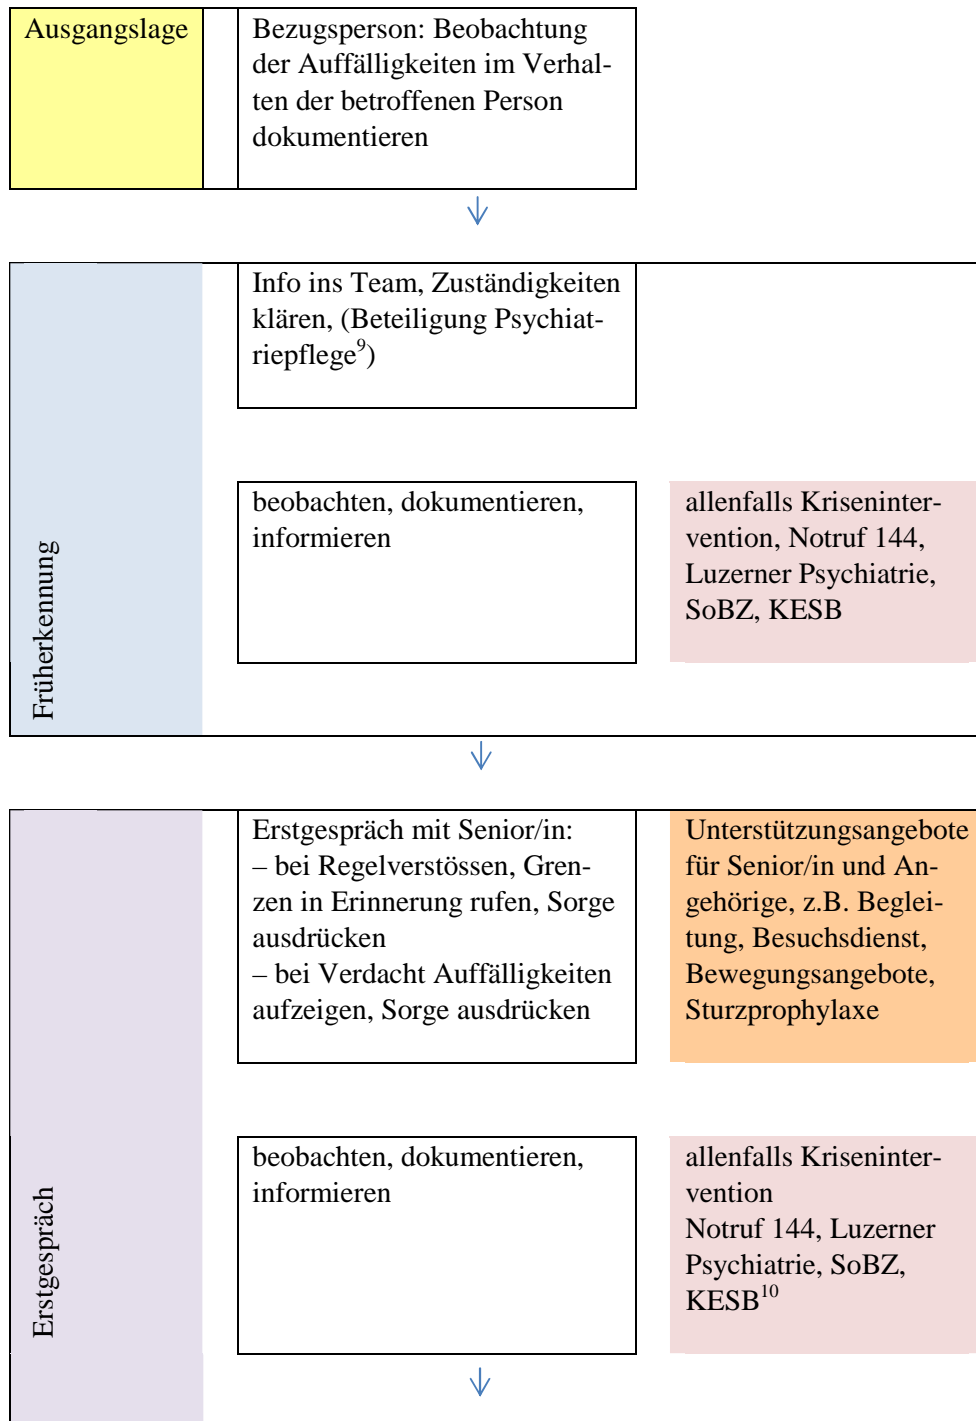 Ausgangslage
Bezugsperson: Beobachtung
der Auffälligkeiten im Verhal-
ten der betroffenen Person
dokumentieren
Früherkennung
Info ins Team, Zuständigkeiten
klären, (Beteiligung Psychiat-
riepflege9)
beobachten, dokumentieren,
informieren
allenfalls Kriseninter-
vention, Notruf 144,
Luzerner Psychiatrie,
SoBZ, KESB
Erstgespräch
Erstgespräch mit Senior/in:
– bei Regelverstössen, Gren-
zen in Erinnerung rufen, Sorge
ausdrücken
– bei Verdacht Auffälligkeiten
aufzeigen, Sorge ausdrücken
Unterstützungsangebote
für Senior/in und An-
gehörige, z.B. Beglei-
tung, Besuchsdienst,
Bewegungsangebote,
Sturzprophylaxe
beobachten, dokumentieren,
informieren
allenfalls Kriseninter-
vention
Notruf 144, Luzerner
Psychiatrie, SoBZ,
KESB10